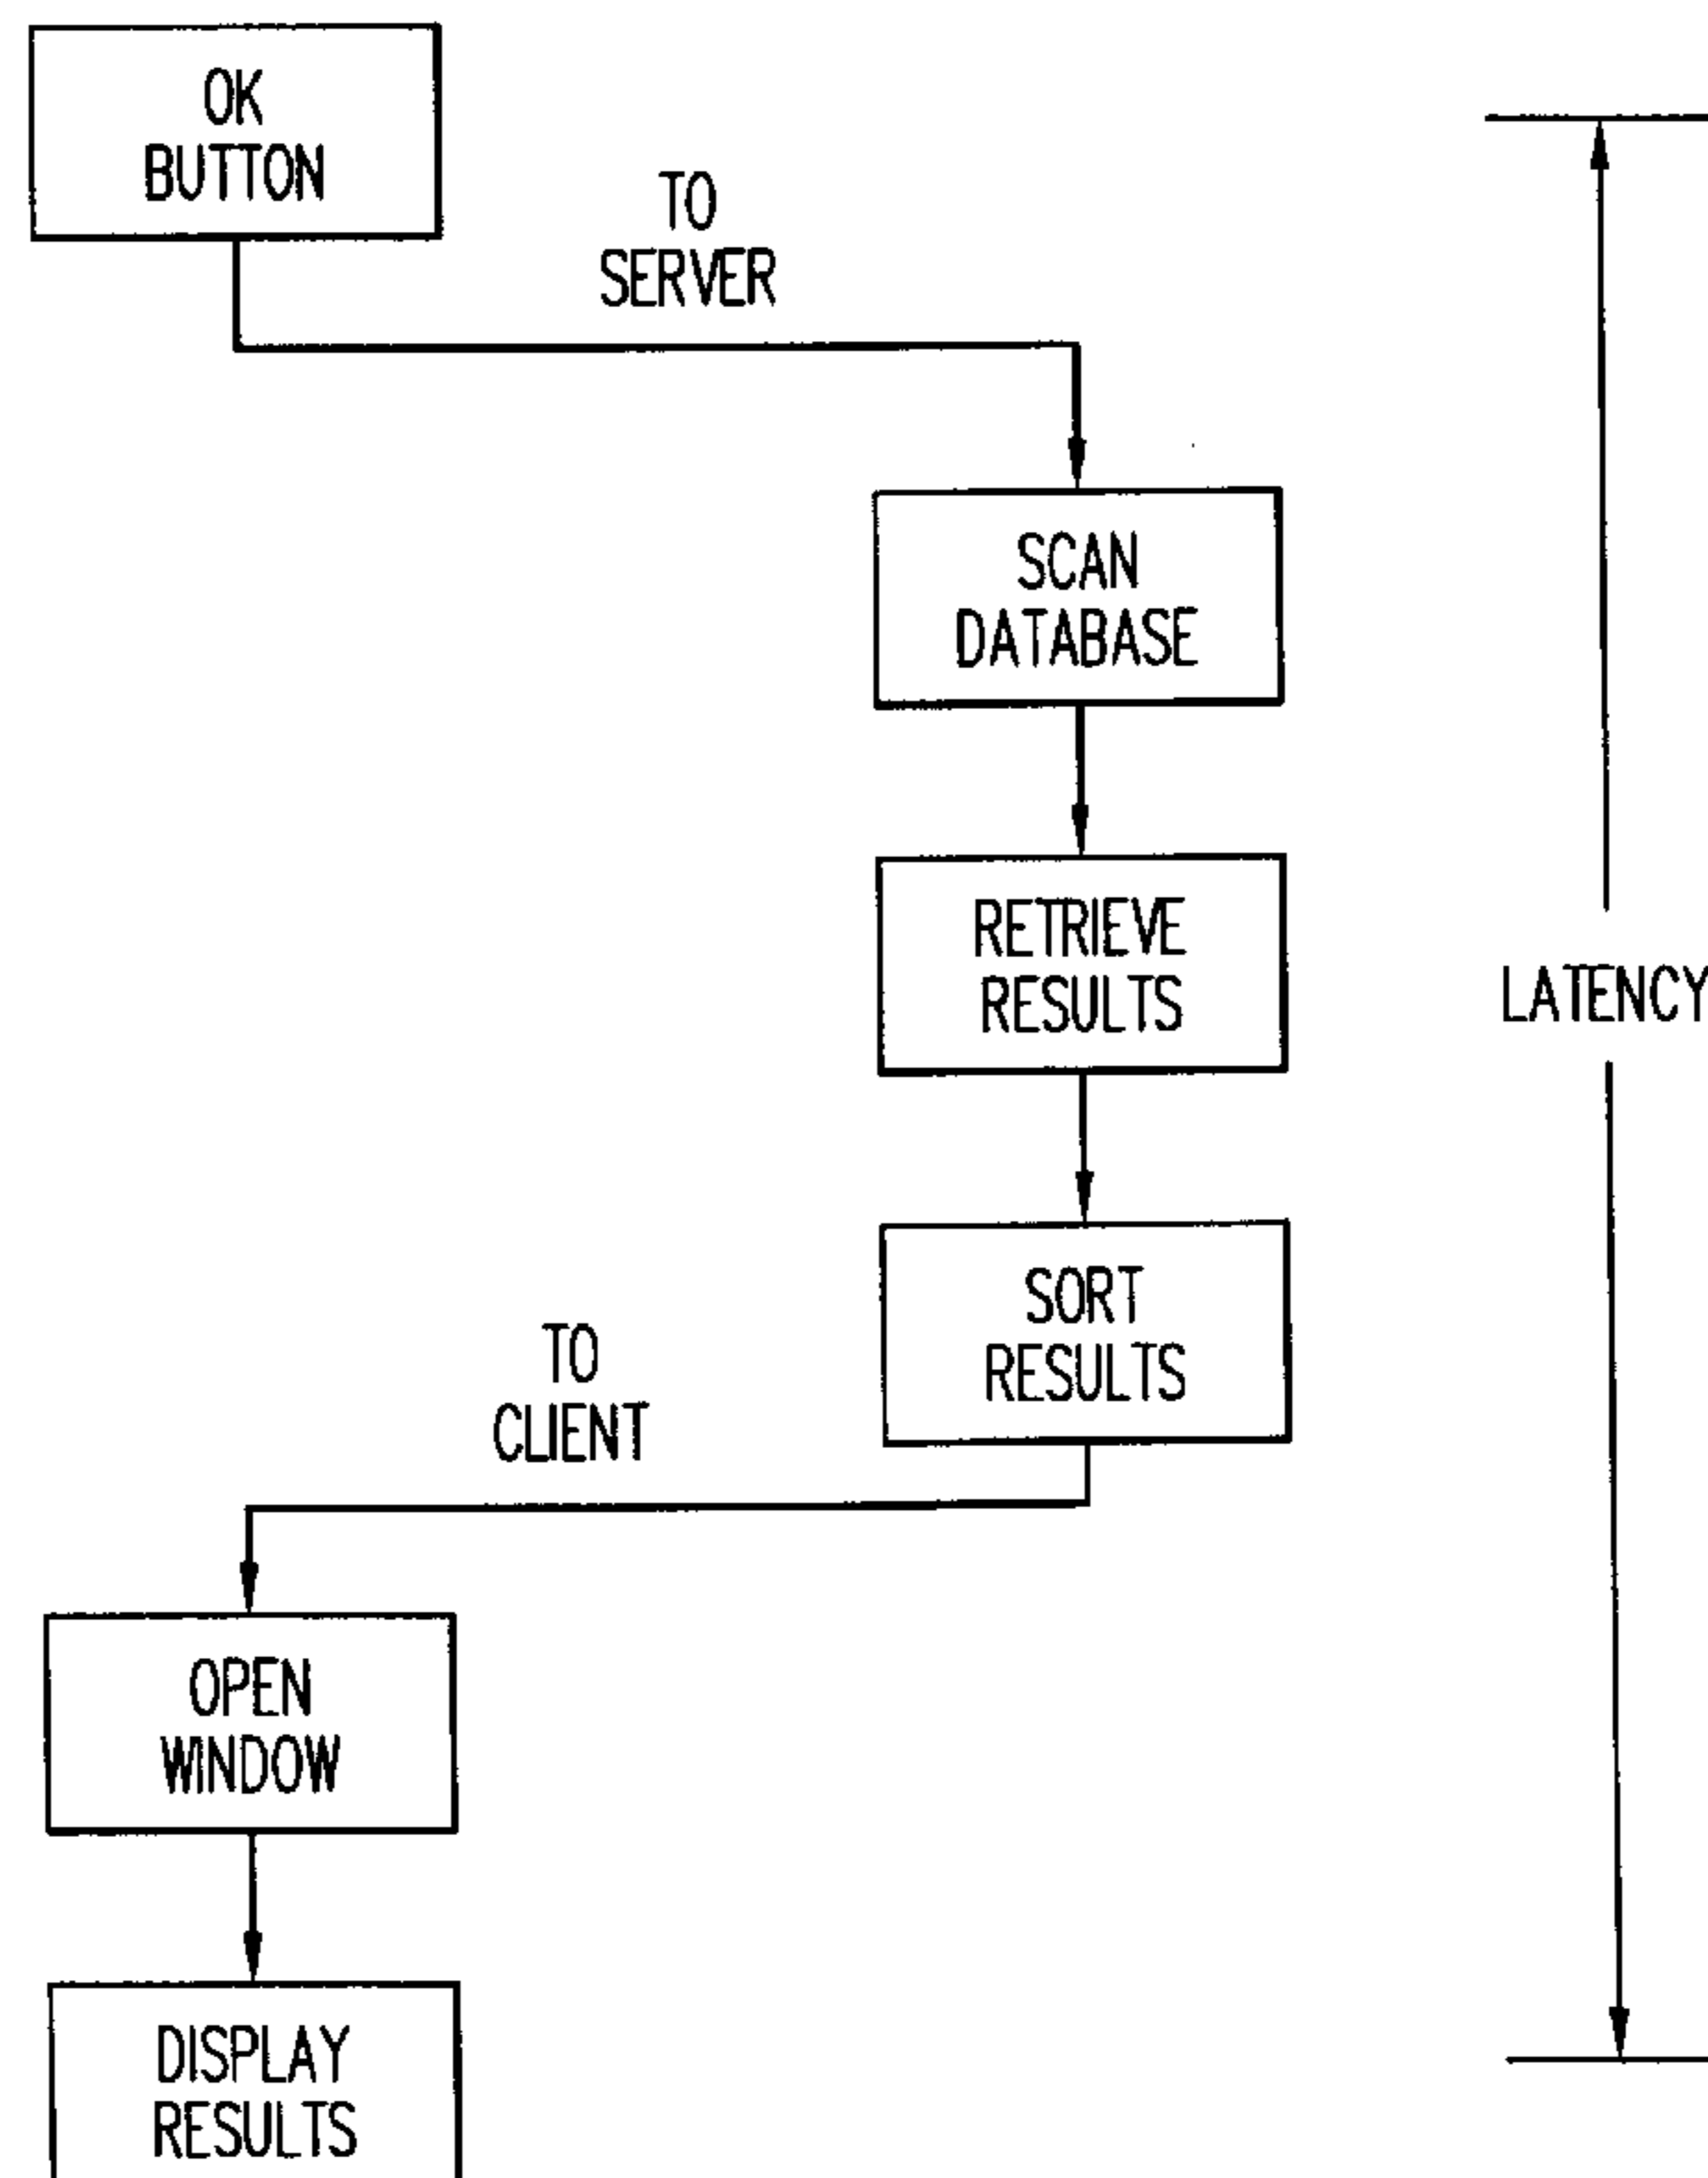 OK
BUTTON
TO
SERVER
SCAN
DATABASE
RETRIEVE
RESULTS
LATENCY
SORT
RESULTS
TO
CLIENT
OPEN
WINDOW
DISPLAY
RESULTS